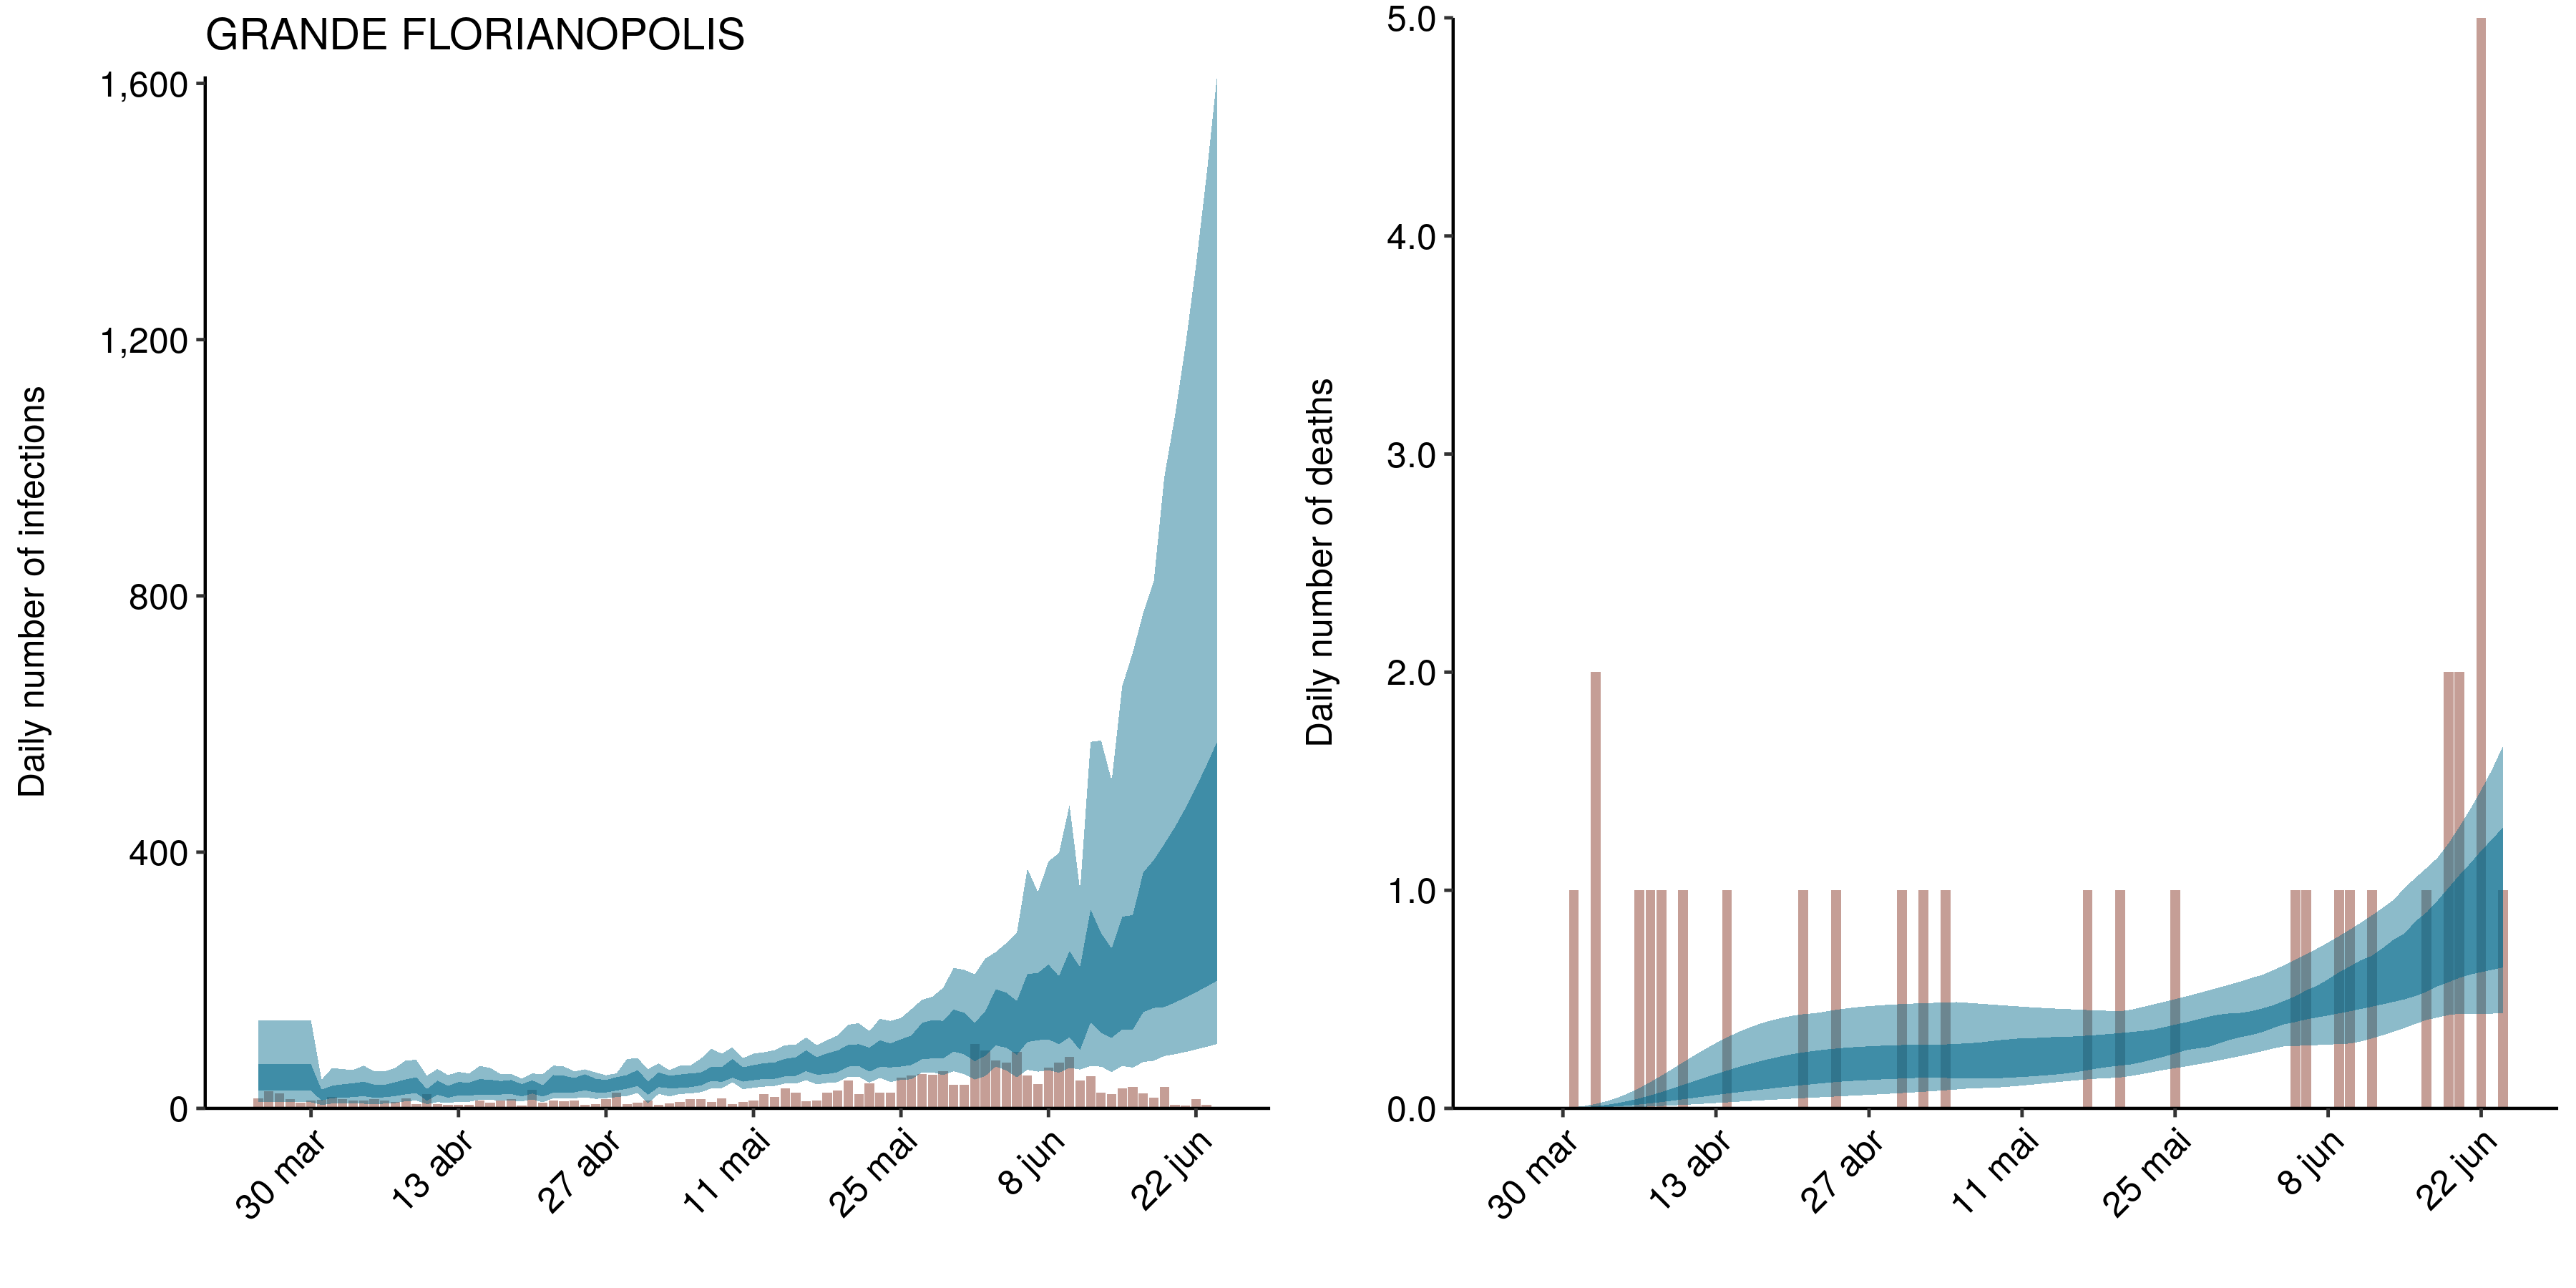 GRANDE FLORIANOPOLIS
Daily number of infections
1,600
1,200
800
400
0
30 mar
13 abr
27 abr
11 mai
25 mai
8 jun
22 jun
Daily number of deaths
5.0
4.0
3.0
2.0
1.0
0.0
30 mar
13 abr
27 abr
11 mai
25 mai
8 jun
22 jun